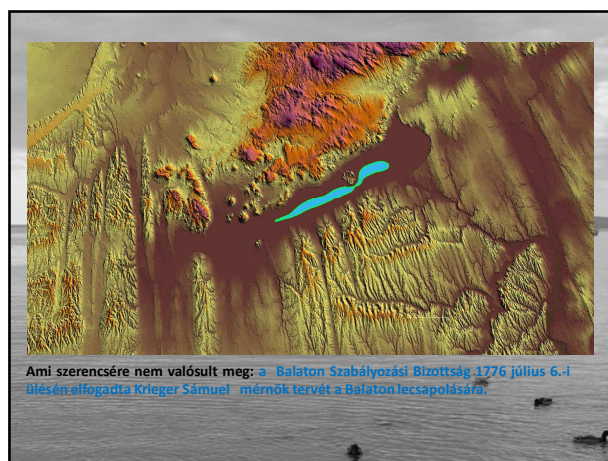 Ami szerencsére nem valósult meg: a Balaton Szabályozási Bizottság 1776 július 6.-i
ülésén elfogadta Krieger Sámuel mérnök tervét a Balaton lecsapolására.